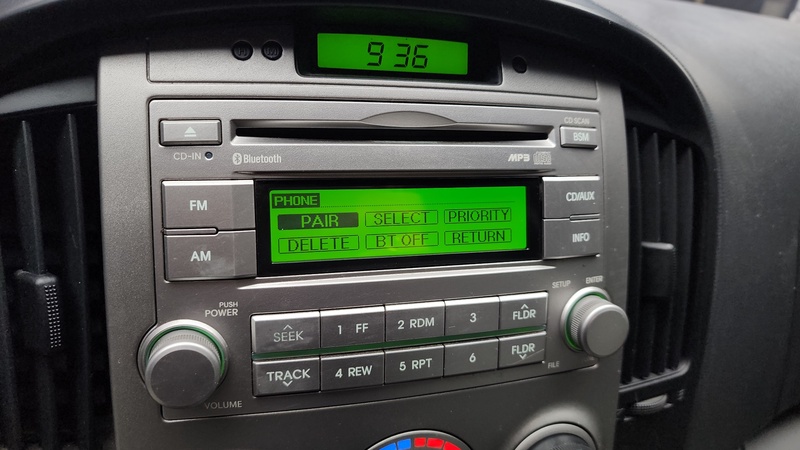 9 36
CD SCAN
BSM
CD-IN
Bluetooth
MP3
FM
AM
PHONE
PAIR SELECT PRIORITY
DELETE BT OFF RETURN
CD/AUX
INFO
PUSH
POWER
VOLUME
SETUP ENTER
FILE
SEEK 1 FF 2 RDM 3 FLDR
TRACK 4 REW 5 RPT 6 FLDR